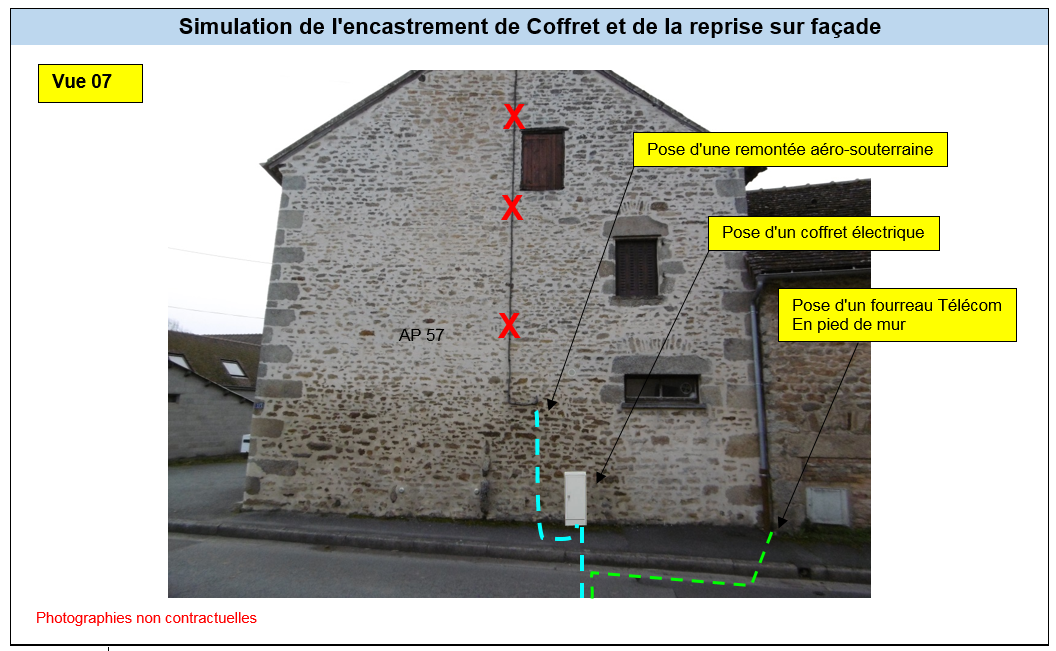 Simulation de l'encastrement de Coffret et de la reprise sur façade
Vue 07
X
Pose d'une remontée aéro-souterraine
X
Pose d'un coffret électrique
Pose d'un fourreau Télécom
En pied de mur
X
AP 57
Photographies non contractuelles